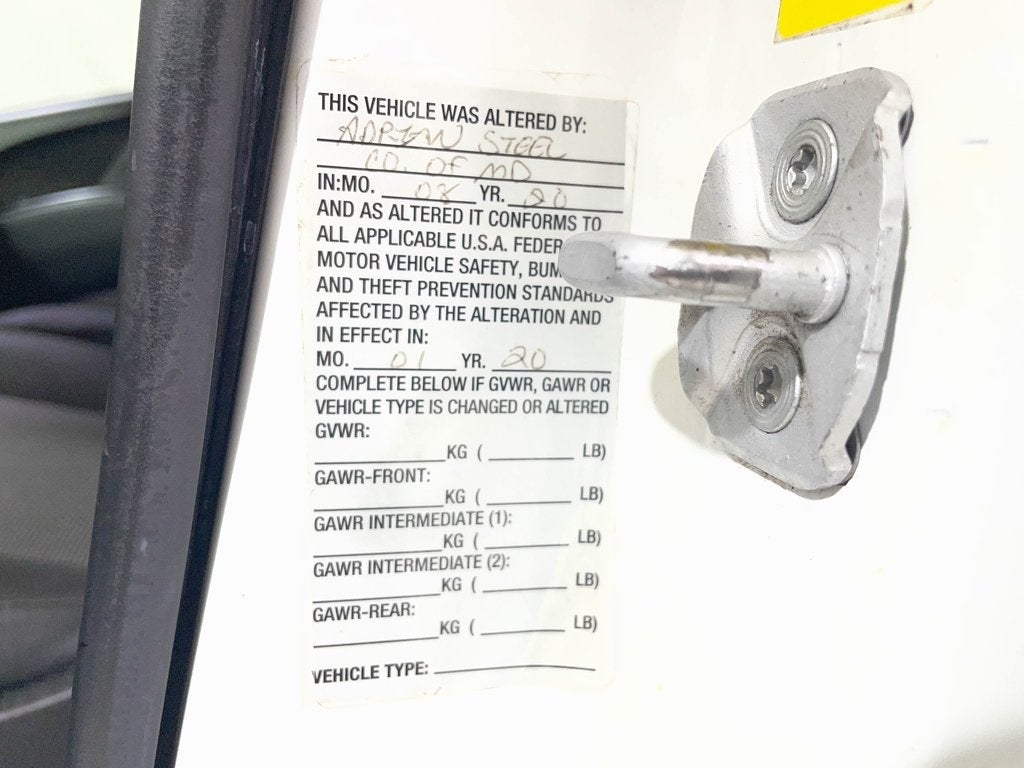 THIS VEHICLE WAS ALTERED BY:
ADRIAN STEEL
CO. OF MD
IN:MO. 08 YR. 20
AND AS ALTERED IT CONFORMS TO
ALL APPLICABLE U.S.A.
MOTOR VEHICLE SAFETY,
AND THEFT PREVENTION STANDARDS
AFFECTED BY THE ALTERATION AND
IN EFFECT IN:
MO. 01 YR. 20
COMPLETE BELOW IF GVWR, GAWR OR
VEHICLE TYPE IS CHANGED OR ALTERED
GVWR:
KG ( LB)
GAWR-FRONT:
KG ( LB)
GAWR INTERMEDIATE (1):
KG ( LB)
GAWR INTERMEDIATE (2):
KG ( LB)
GAWR-REAR:
KG ( LB)
VEHICLE TYPE: